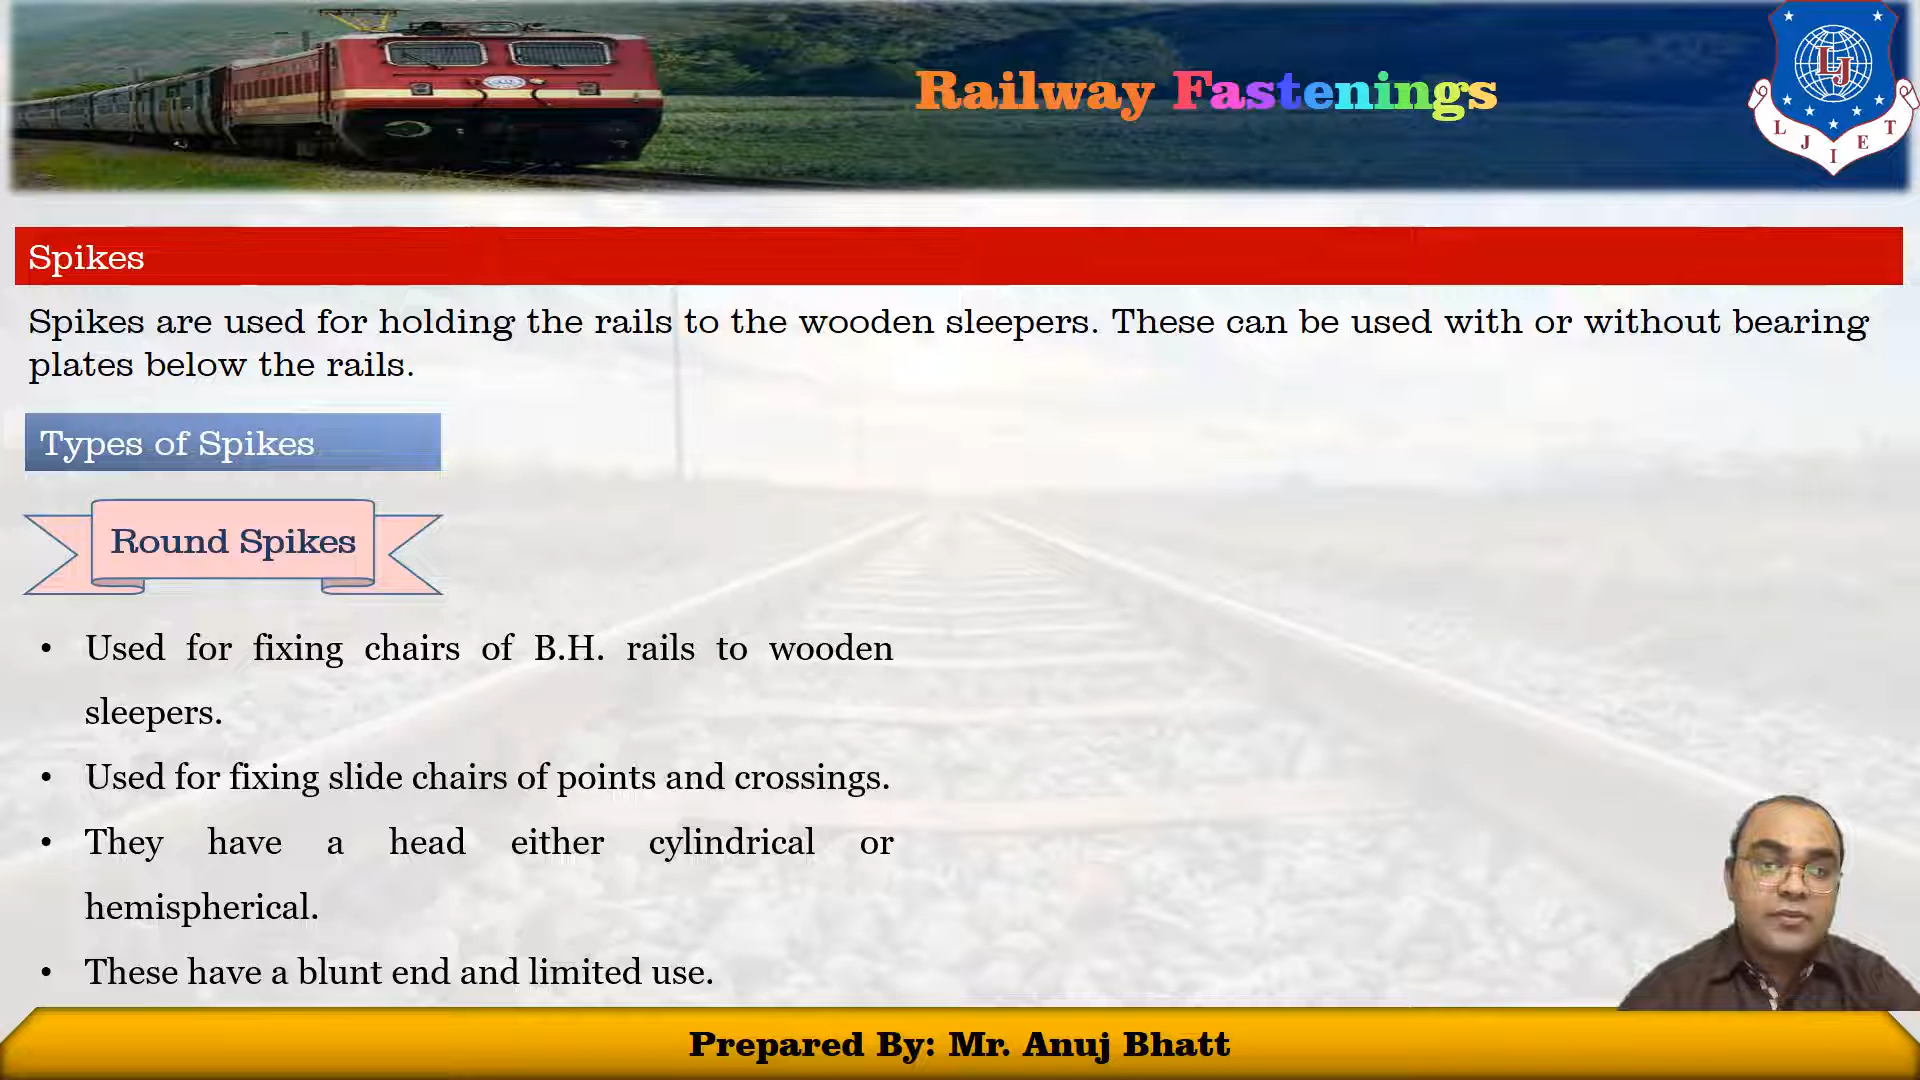 Railway Fastenings
LJ
L J I E T
Spikes
Spikes are used for holding the rails to the wooden sleepers. These can be used with or without bearing
plates below the rails.
Types of Spikes
Round Spikes
• Used for fixing chairs of B.H. rails to wooden
sleepers.
• Used for fixing slide chairs of points and crossings.
• They have a head either cylindrical or
hemispherical.
• These have a blunt end and limited use.
Prepared By: Mr. Anuj Bhatt